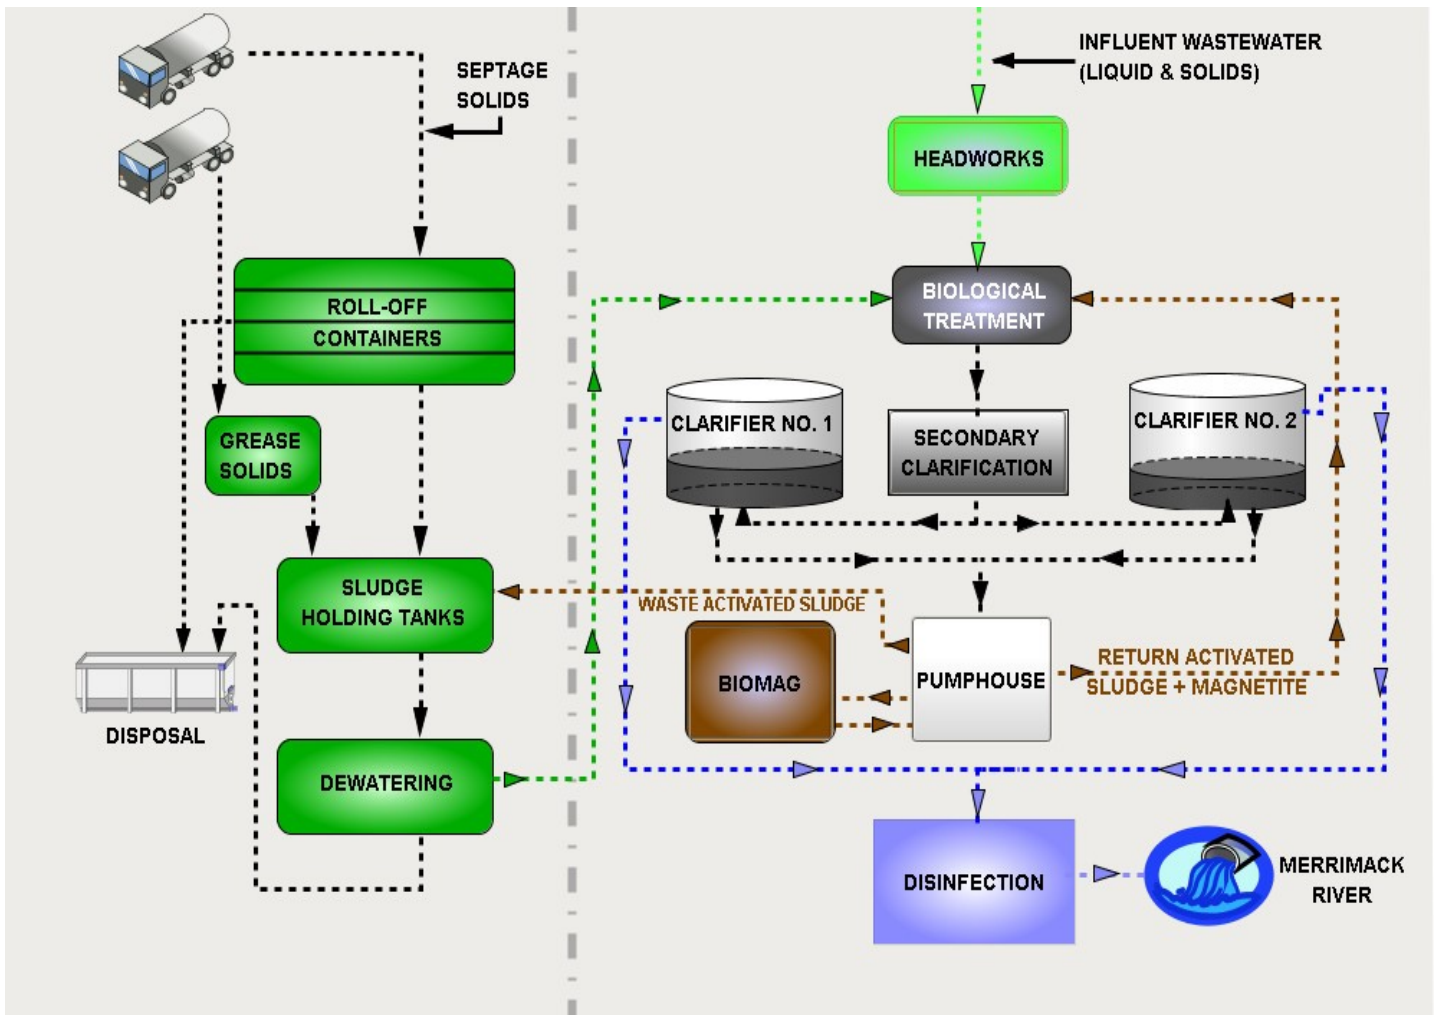 SEPTAGE
SOLIDS
INFLUENT WASTEWATER
(LIQUID & SOLIDS)
HEADWORKS
ROLL-OFF
CONTAINERS
BIOLOGICAL
TREATMENT
GREASE
SOLIDS
CLARIFIER NO. 1
SECONDARY
CLARIFICATION
CLARIFIER NO. 2
SLUDGE
HOLDING TANKS
WASTE ACTIVATED SLUDGE
BIOMAG
PUMPHOUSE
RETURN ACTIVATED
SLUDGE + MAGNETITE
DISPOSAL
DEWATERING
DISINFECTION
MERRIMACK
RIVER